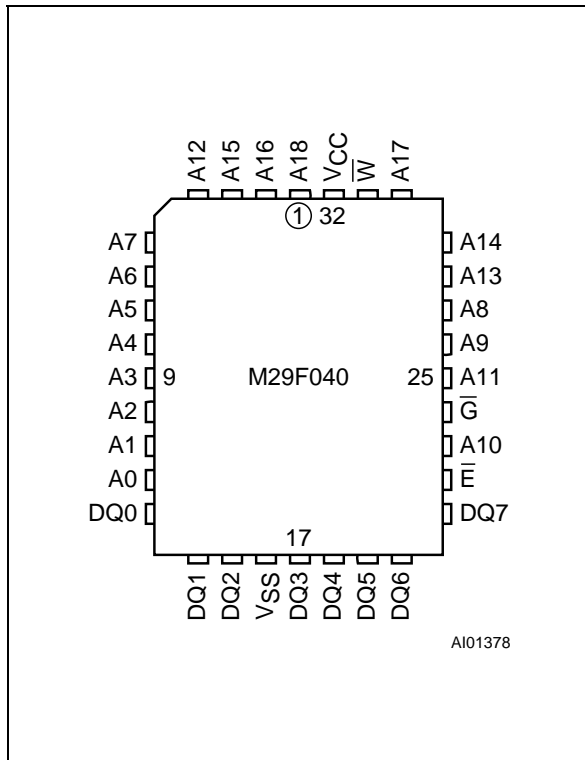 A12 A15 A16 A18 VCC W̅ A17
① 32
A7 A14
A6 A13
A5 A8
A4 A9
A3 9 M29F040 25 A11
A2 G̅
A1 A10
A0 E̅
DQ0 DQ7
17
DQ1 DQ2 VSS DQ3 DQ4 DQ5 DQ6
AI01378